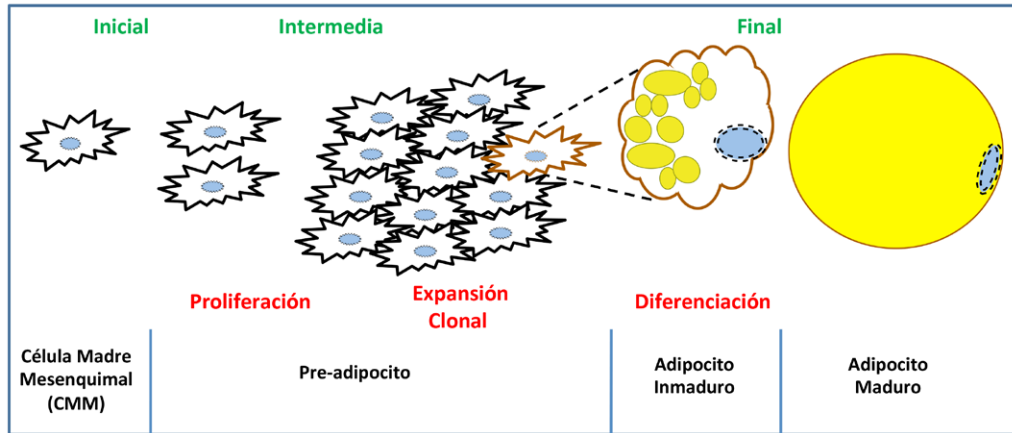 Inicial
Intermedia
Final
Proliferación
Expansión
Clonal
Diferenciación
Célula Madre
Mesenquimal
(CMM)
Pre-adipocito
Adipocito
Inmaduro
Adipocito
Maduro